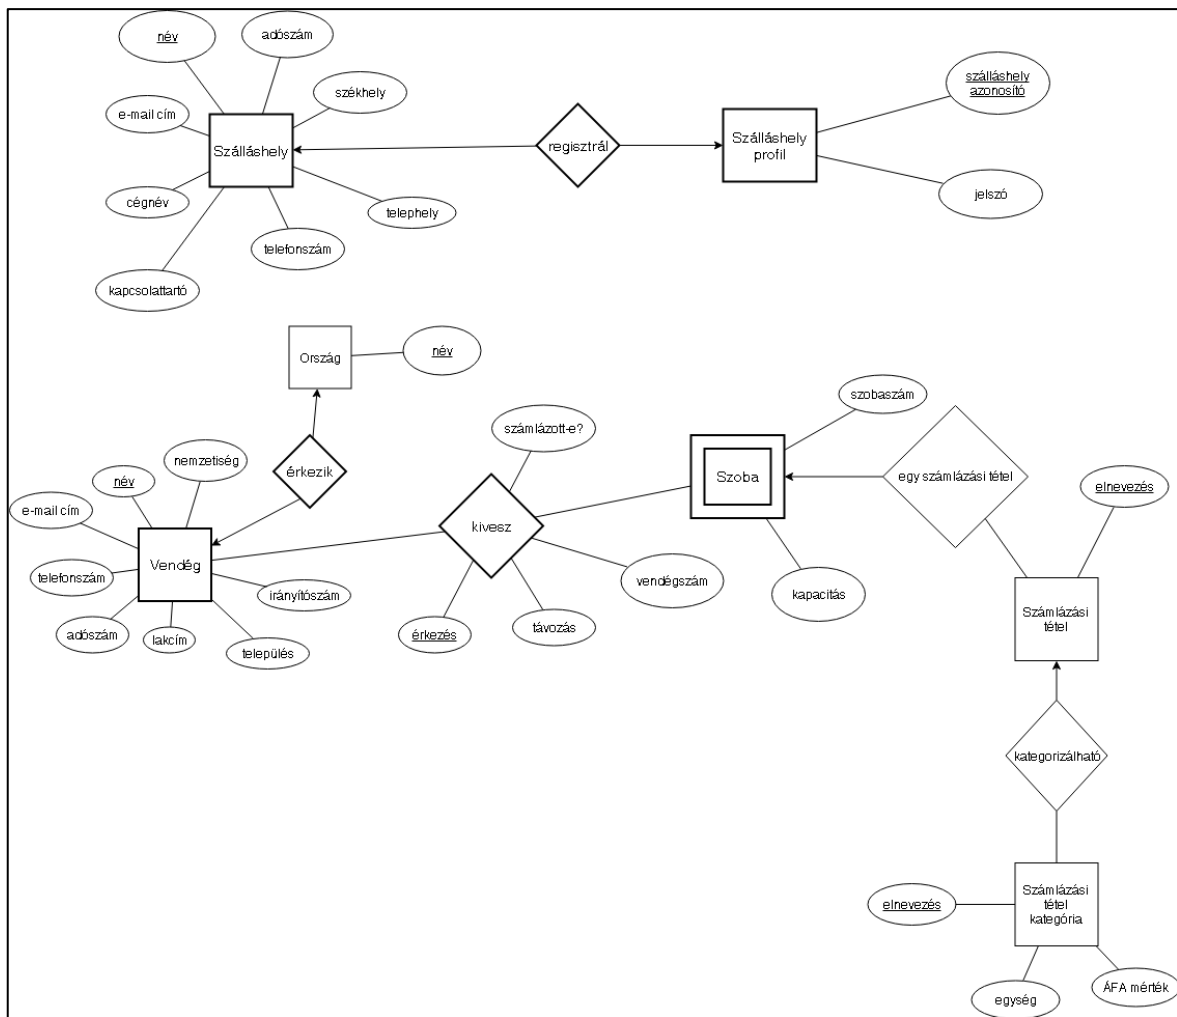 név
adószám
székhely
e-mail cím
Szálláshely
cégnév
telephely
telefonszám
kapcsolattartó
regisztrál
Szálláshely
profil
szálláshely
azonosító
jelszó
Ország
név
érkezik
nemzetiség
név
e-mail cím
Vendég
telefonszám
irányítószám
adószám
lakcím
település
számlázott-e?
kivesz
vendégszám
érkezés
távozás
szobaszám
Szoba
kapacitás
egy számlázási tétel
elnevezés
Számlázási
tétel
kategorizálható
Számlázási
tétel
kategória
elnevezés
egység
ÁFA mérték